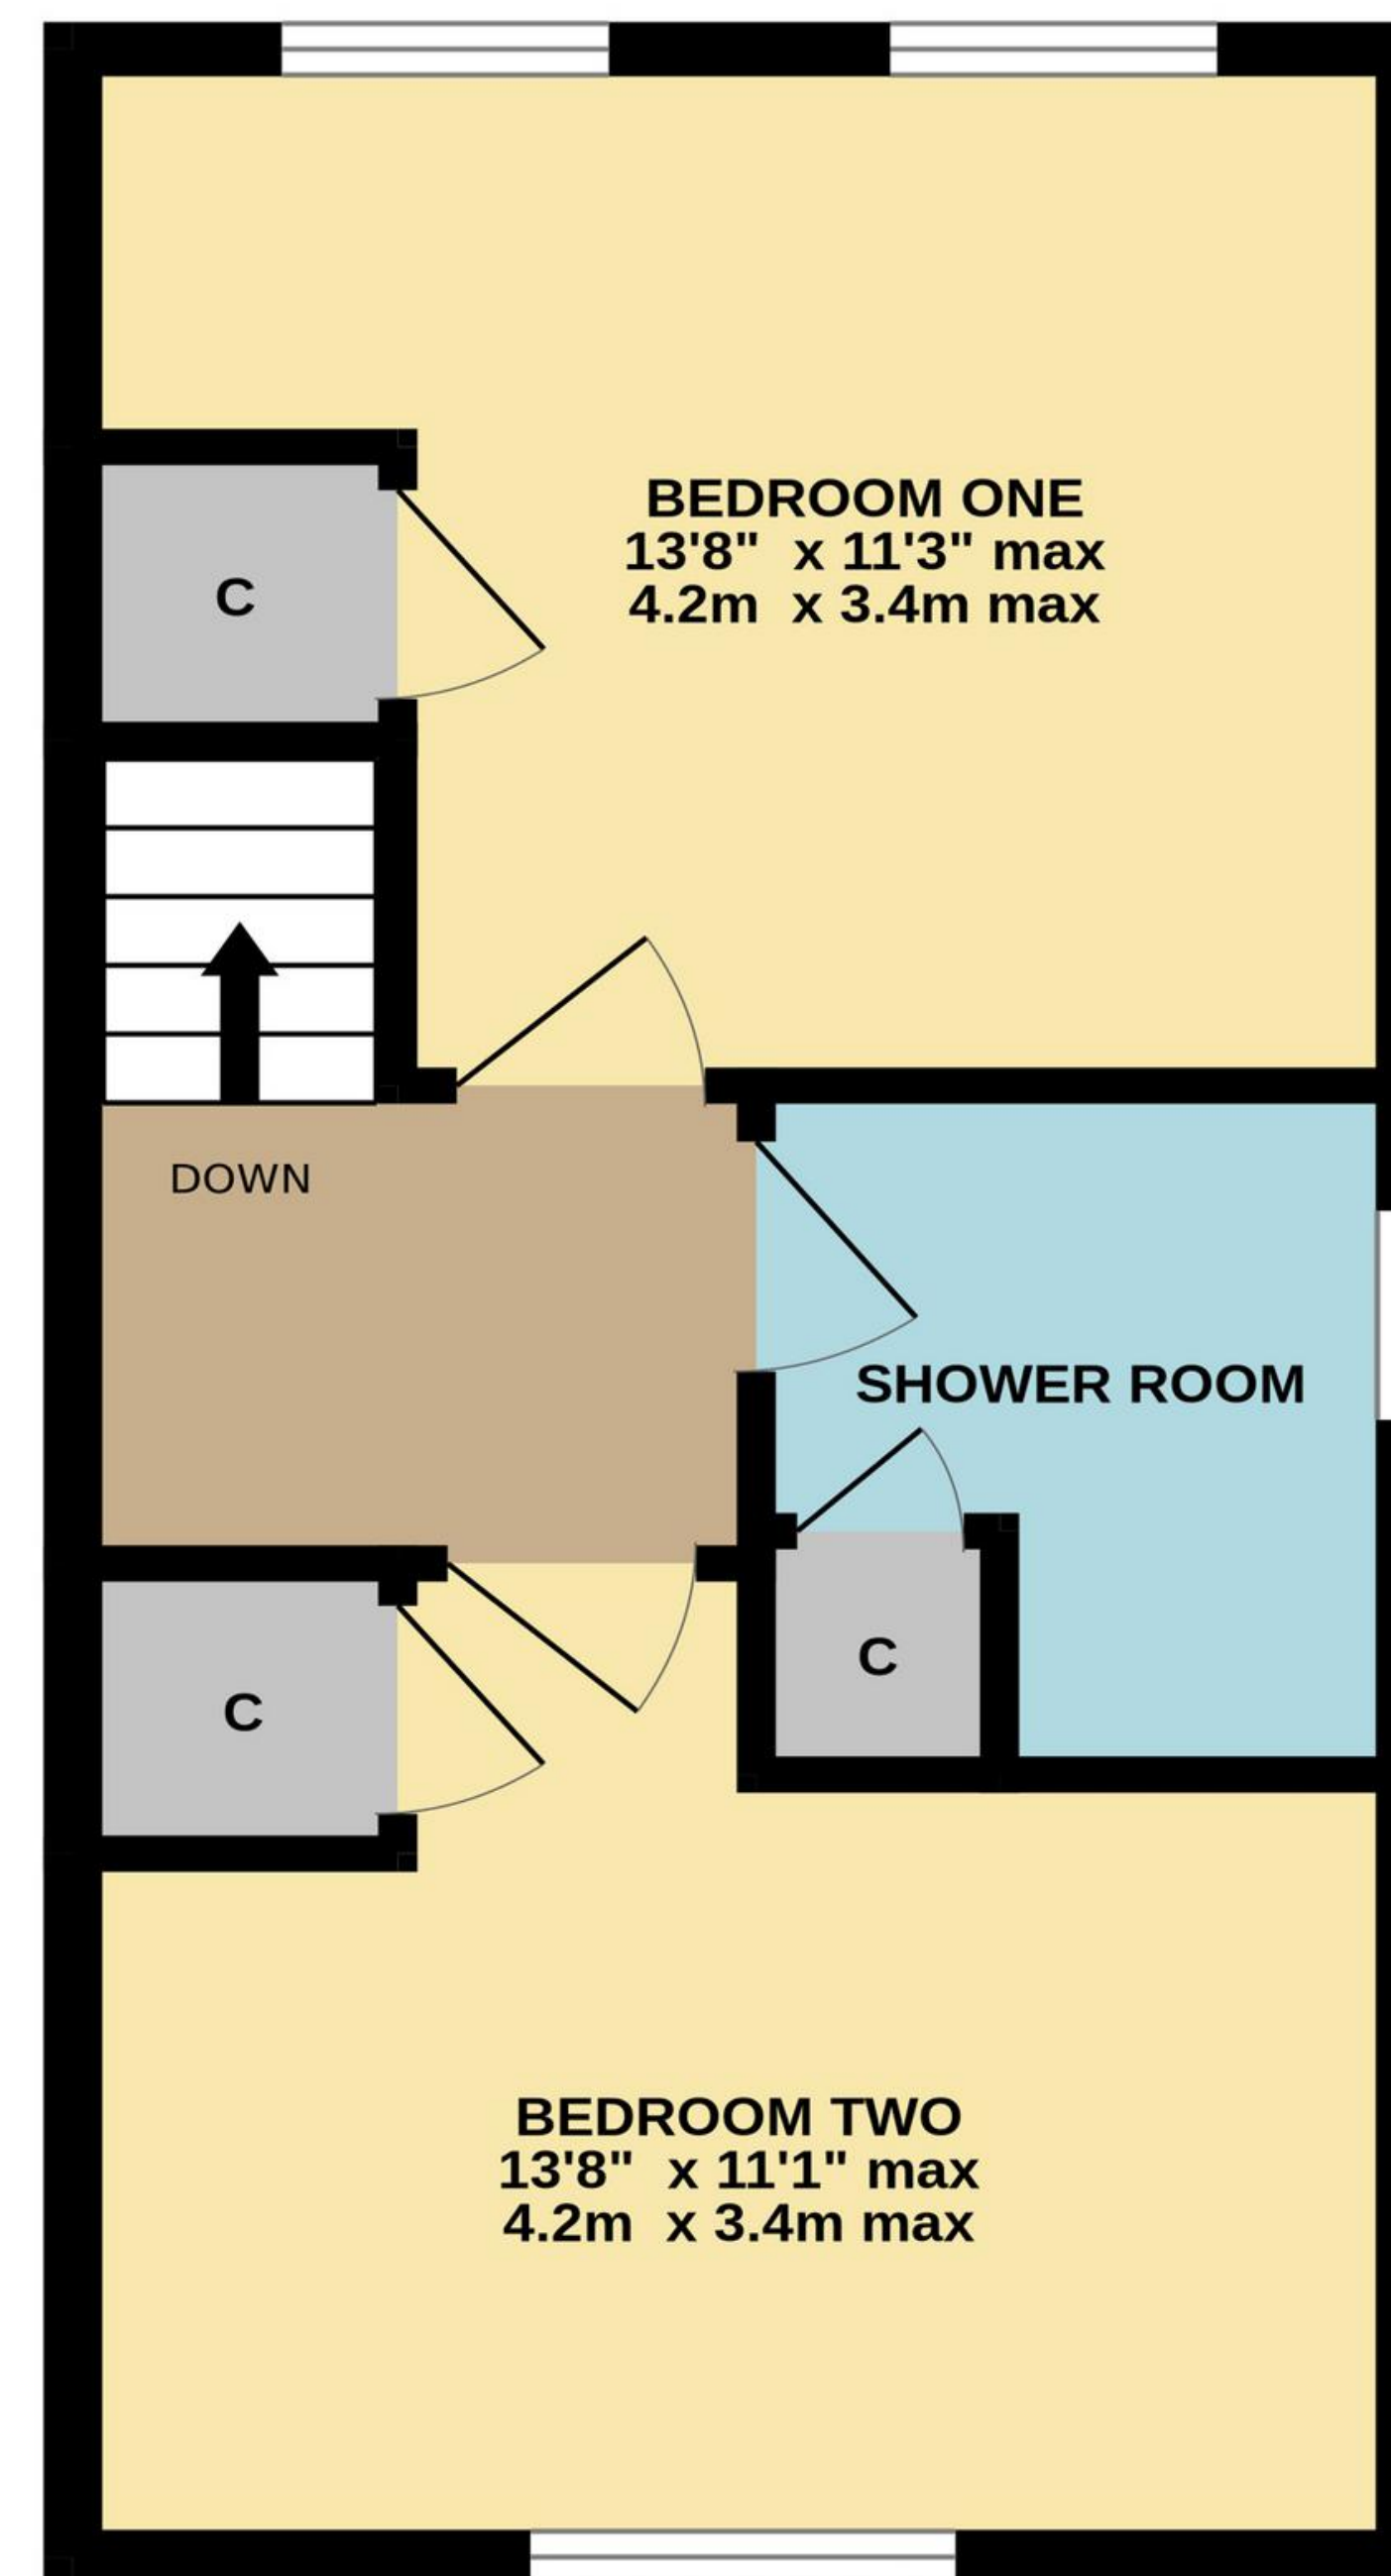 BEDROOM ONE
13'8" x 11'3" max
4.2m x 3.4m max
C
DOWN
SHOWER ROOM
C
C
BEDROOM TWO
13'8" x 11'1" max
4.2m x 3.4m max